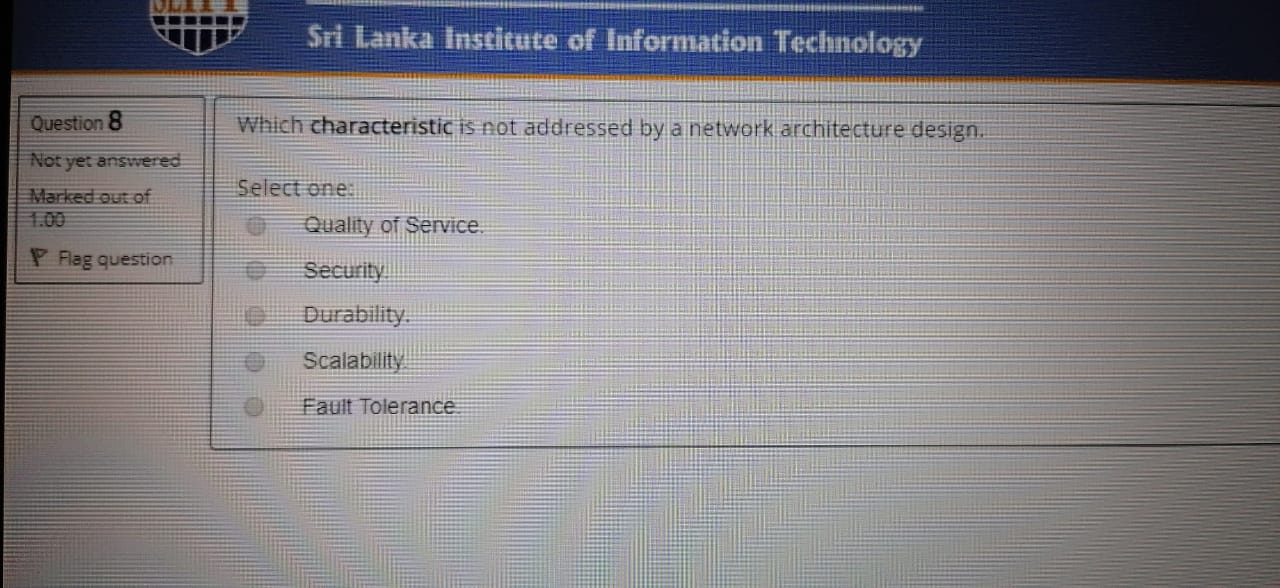 Sri Lanka Institute of Information Technology
Question 8
Not yet answered
Marked out of
1.00
Flag question
Which characteristic is not addressed by a network architecture design.
Select one:
Quality of Service.
Security.
Durability.
Scalability.
Fault Tolerance.